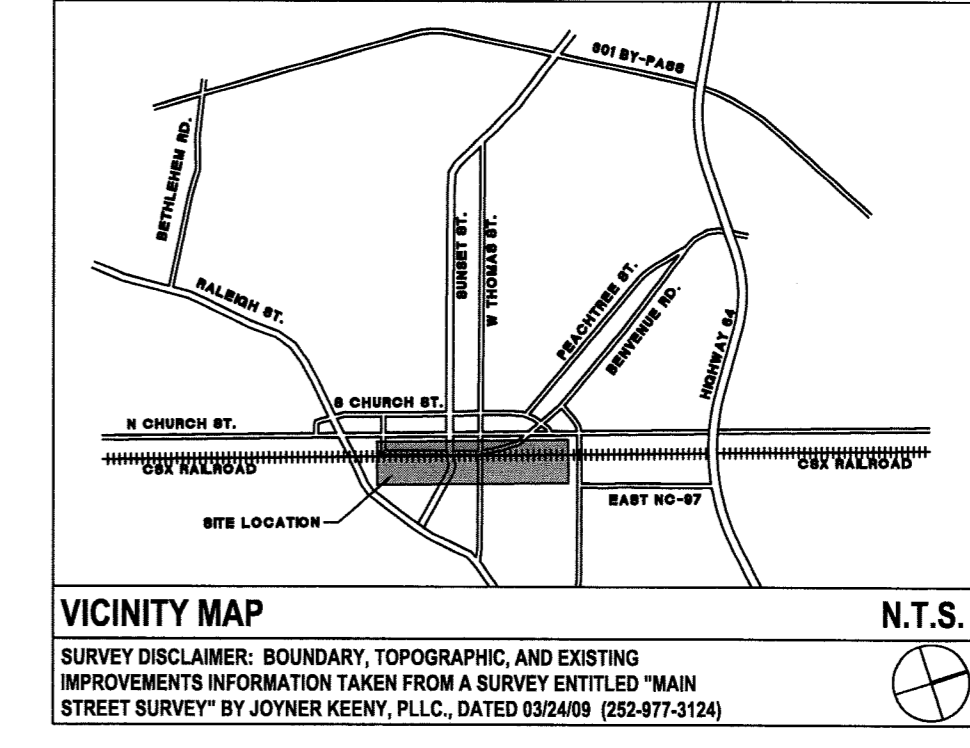 301 BY-PASS
BETHLEHEM RD.
SUNSET ST.
W THOMAS ST.
RALEIGH ST.
PEACHTREE ST.
BENVENUE RD.
HIGHWAY 64
S CHURCH ST.
N CHURCH ST.
CSX RAILROAD
CSX RAILROAD
EAST NC-97
SITE LOCATION
VICINITY MAP
N.T.S.
SURVEY DISCLAIMER: BOUNDARY, TOPOGRAPHIC, AND EXISTING
IMPROVEMENTS INFORMATION TAKEN FROM A SURVEY ENTITLED "MAIN
STREET SURVEY" BY JOYNER KEENY, PLLC., DATED 03/24/09 (252-977-3124)